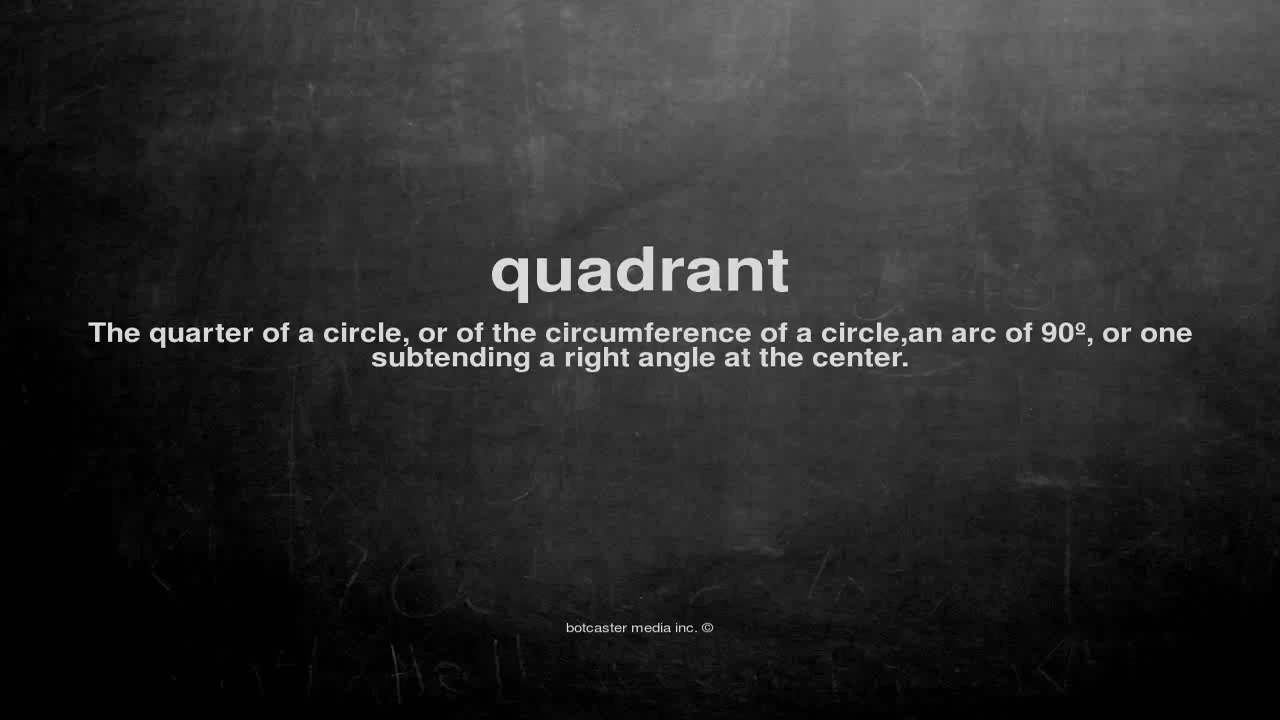 quadrant
The quarter of a circle, or of the circumference of a circle,an arc of 90º, or one
subtending a right angle at the center.
botcaster media inc. ©